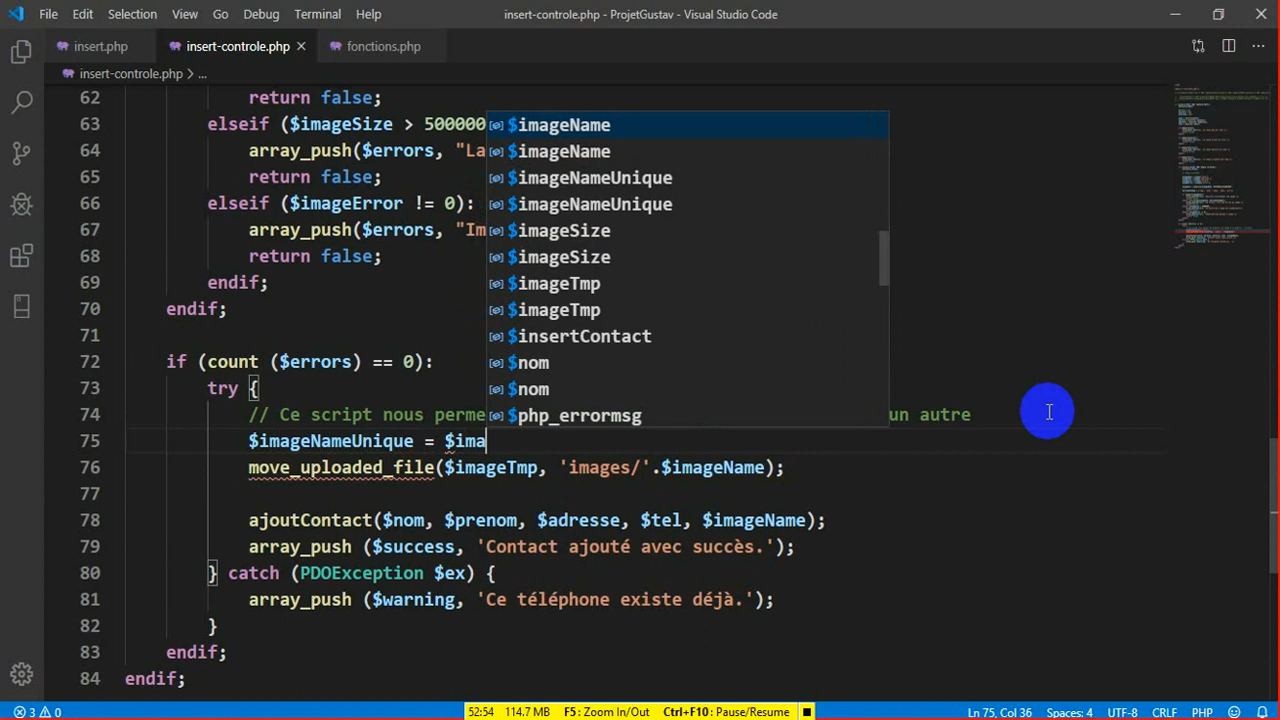 File Edit Selection View Go Debug Terminal Help insert-controle.php - ProjetGustav - Visual Studio Code
insert.php insert-controle.php × fonctions.php
insert-controle.php > ...
62 return false;
63 elseif ($imageSize > 500000
64 array_push($errors, "La
65 return false;
66 elseif ($imageError != 0):
67 array_push($errors, "Im
68 return false;
69 endif;
70 endif;
71
72 if (count ($errors) == 0):
73 try {
74 // Ce script nous perme un autre
75 $imageNameUnique = $ima
76 move_uploaded_file($imageTmp, 'images/'.$imageName);
77
78 ajoutContact($nom, $prenom, $adresse, $tel, $imageName);
79 array_push ($success, 'Contact ajouté avec succès.');
80 } catch (PDOException $ex) {
81 array_push ($warning, 'Ce téléphone existe déjà.');
82 }
83 endif;
84 endif;
$imageName
$imageName
$imageNameUnique
$imageNameUnique
$imageSize
$imageSize
$imageTmp
$imageTmp
$insertContact
$nom
$nom
$php_errormsg
3 0 52:54 114.7 MB F5: Zoom In/Out Ctrl+F10: Pause/Resume Ln 75, Col 36 Spaces: 4 UTF-8 CRLF PHP